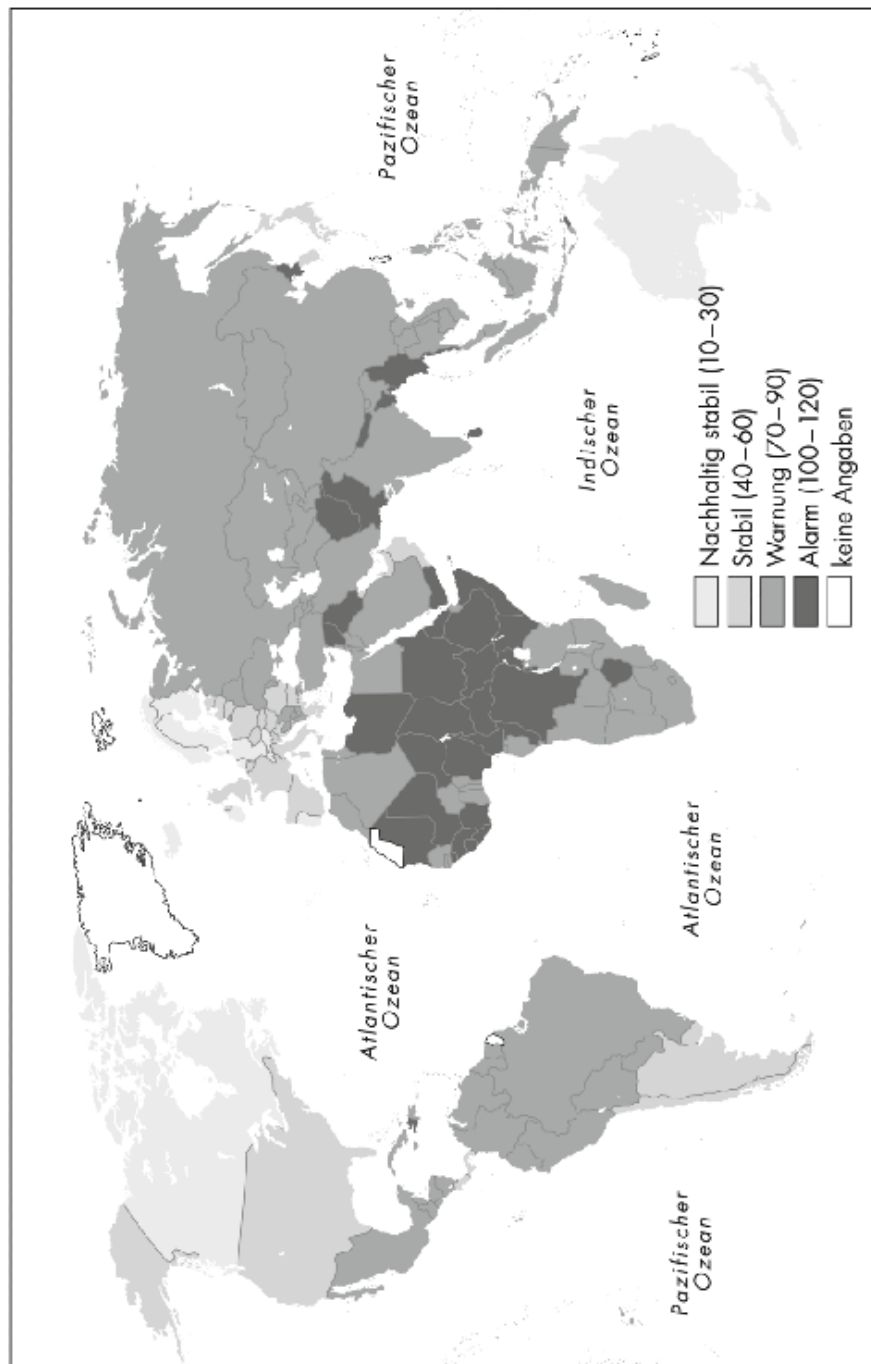 Pazifischer
Ozean
Atlantischer
Ozean
Atlantischer
Ozean
Indischer
Ozean
Pazifischer
Ozean
Nachhaltig stabil (10–30)
Stabil (40–60)
Warnung (70–90)
Alarm (100–120)
keine Angaben